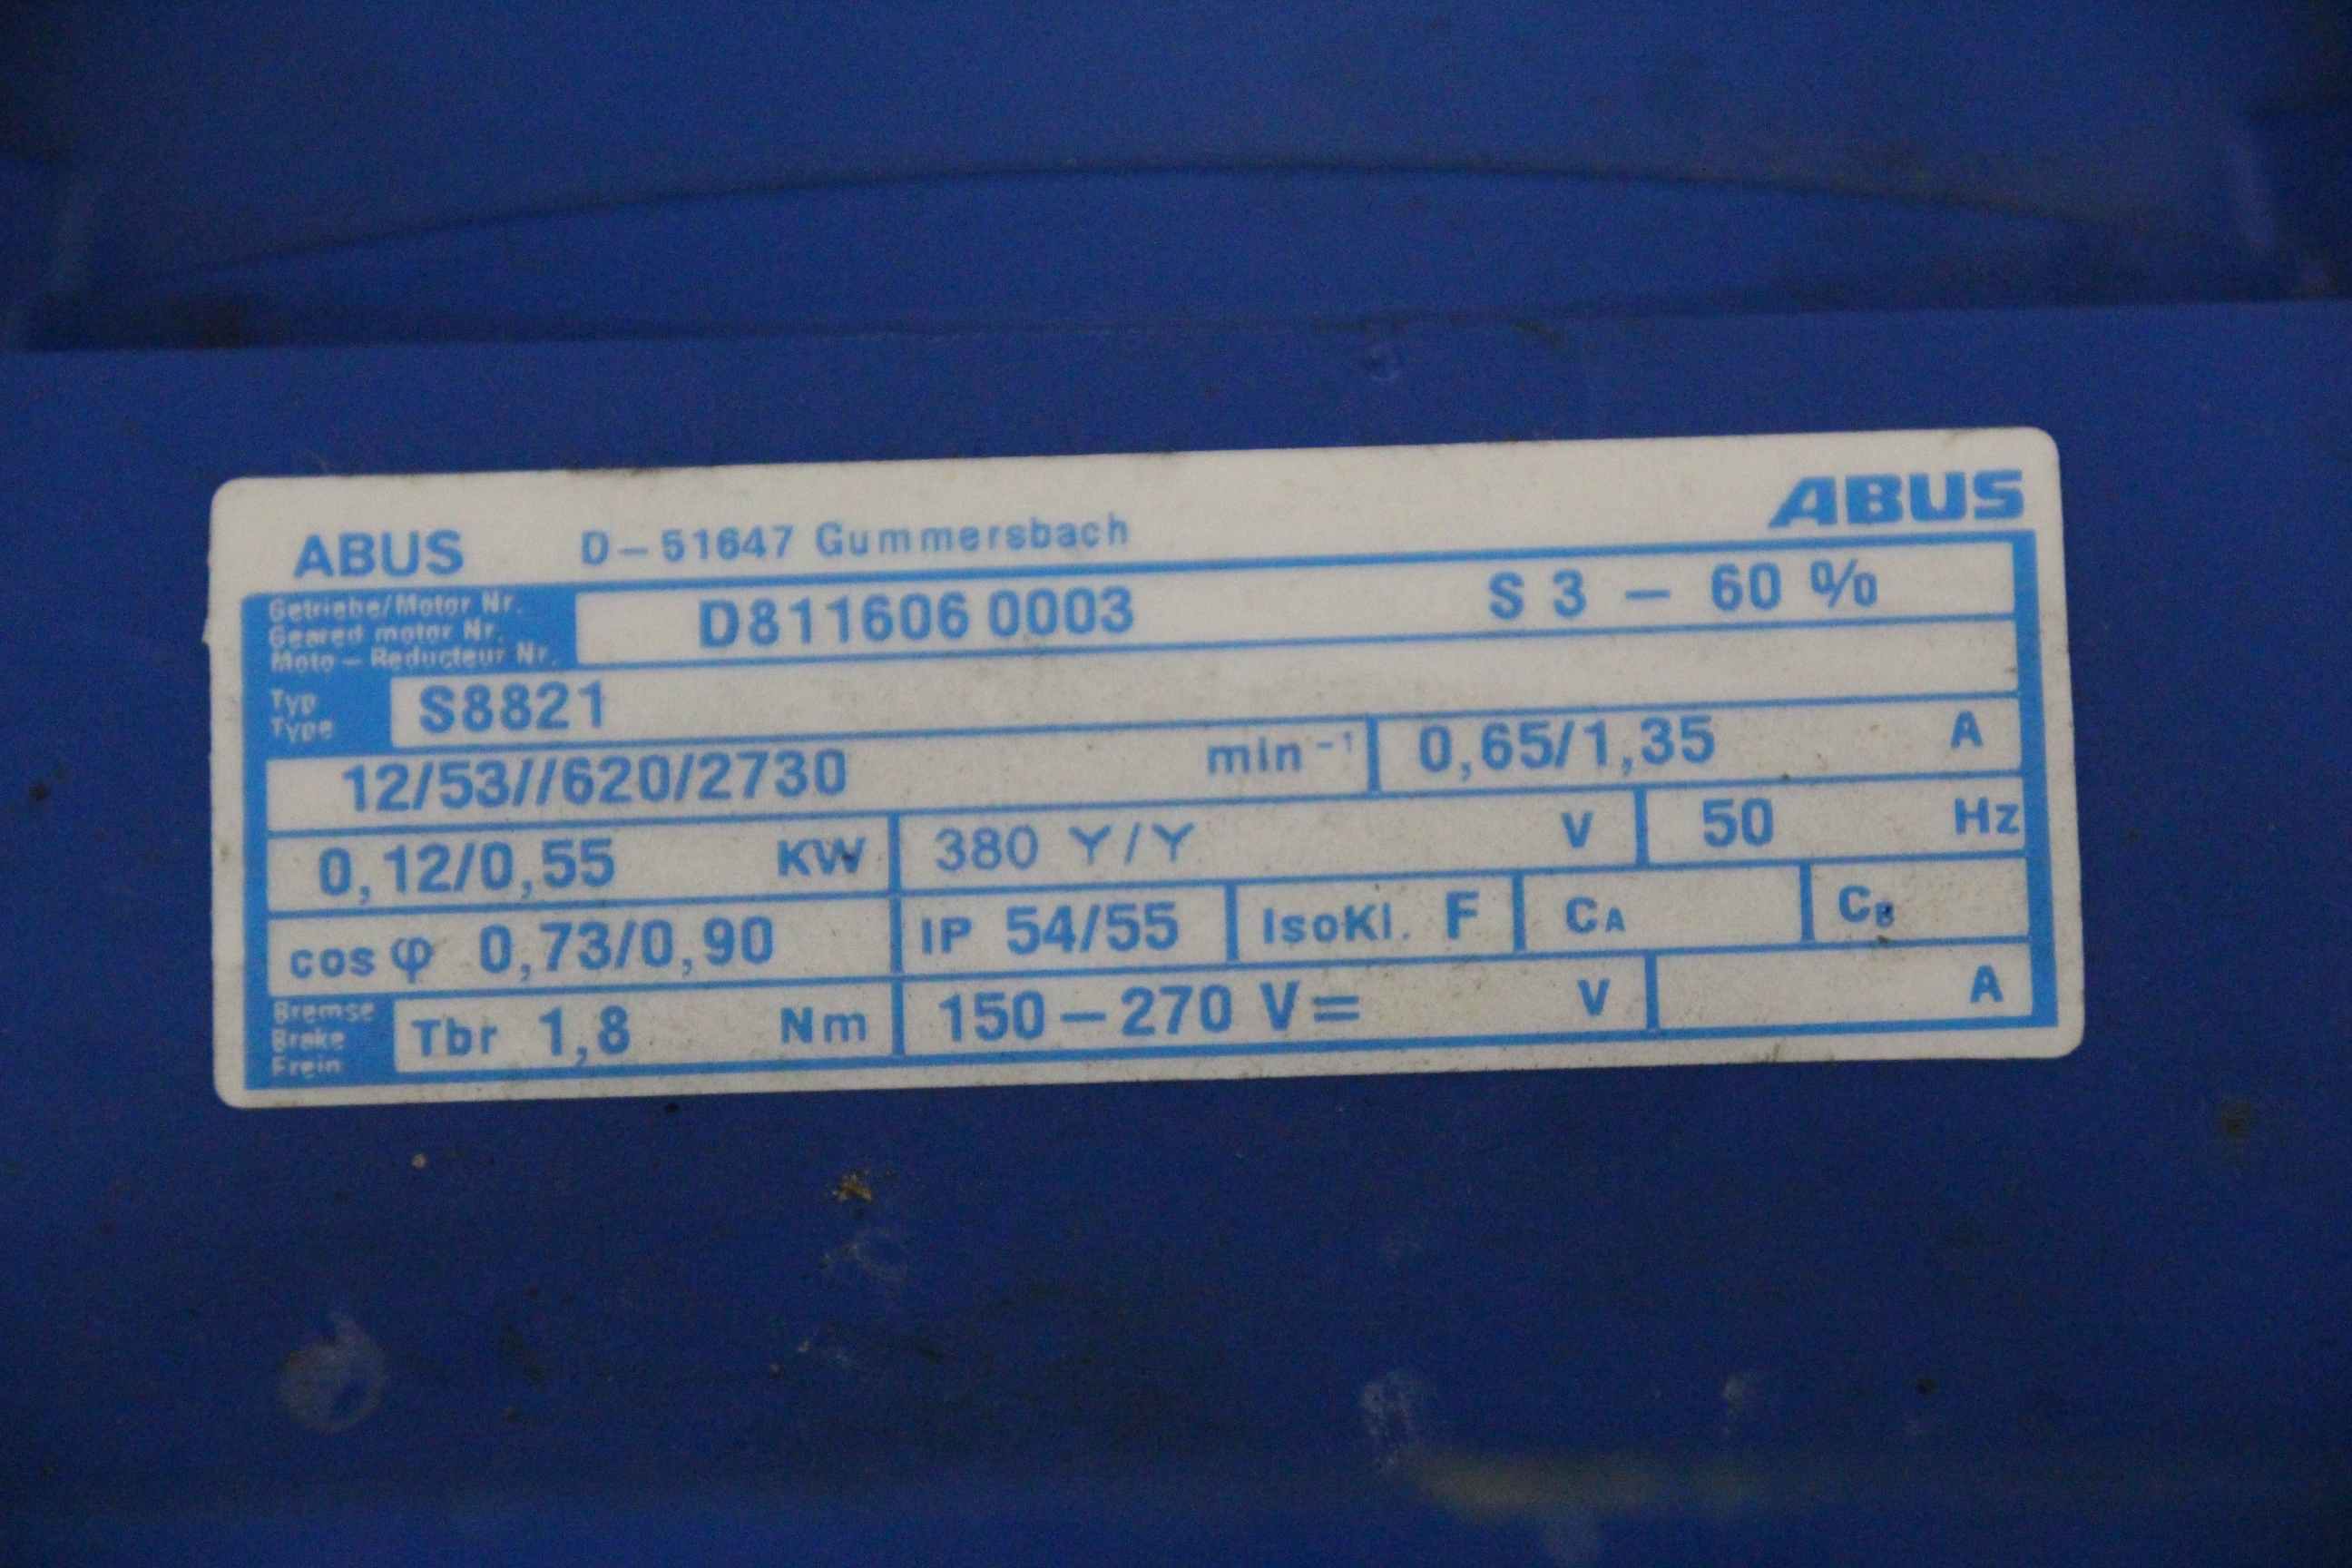 ABUS D-51647 Gummersbach ABUS
Getriebe/Motor Nr.
Geared motor Nr.
Moto-Reducteur Nr.
D811606 0003 S 3 - 60 %
Typ
Type
S8821
12/53//620/2730 min⁻¹ 0,65/1,35 A
0,12/0,55 KW 380 Y/Y V 50 Hz
cos φ 0,73/0,90 IP 54/55 IsoKl. F CA CB
Bremse
Brake
Frein
Tbr 1,8 Nm 150-270 V= V A